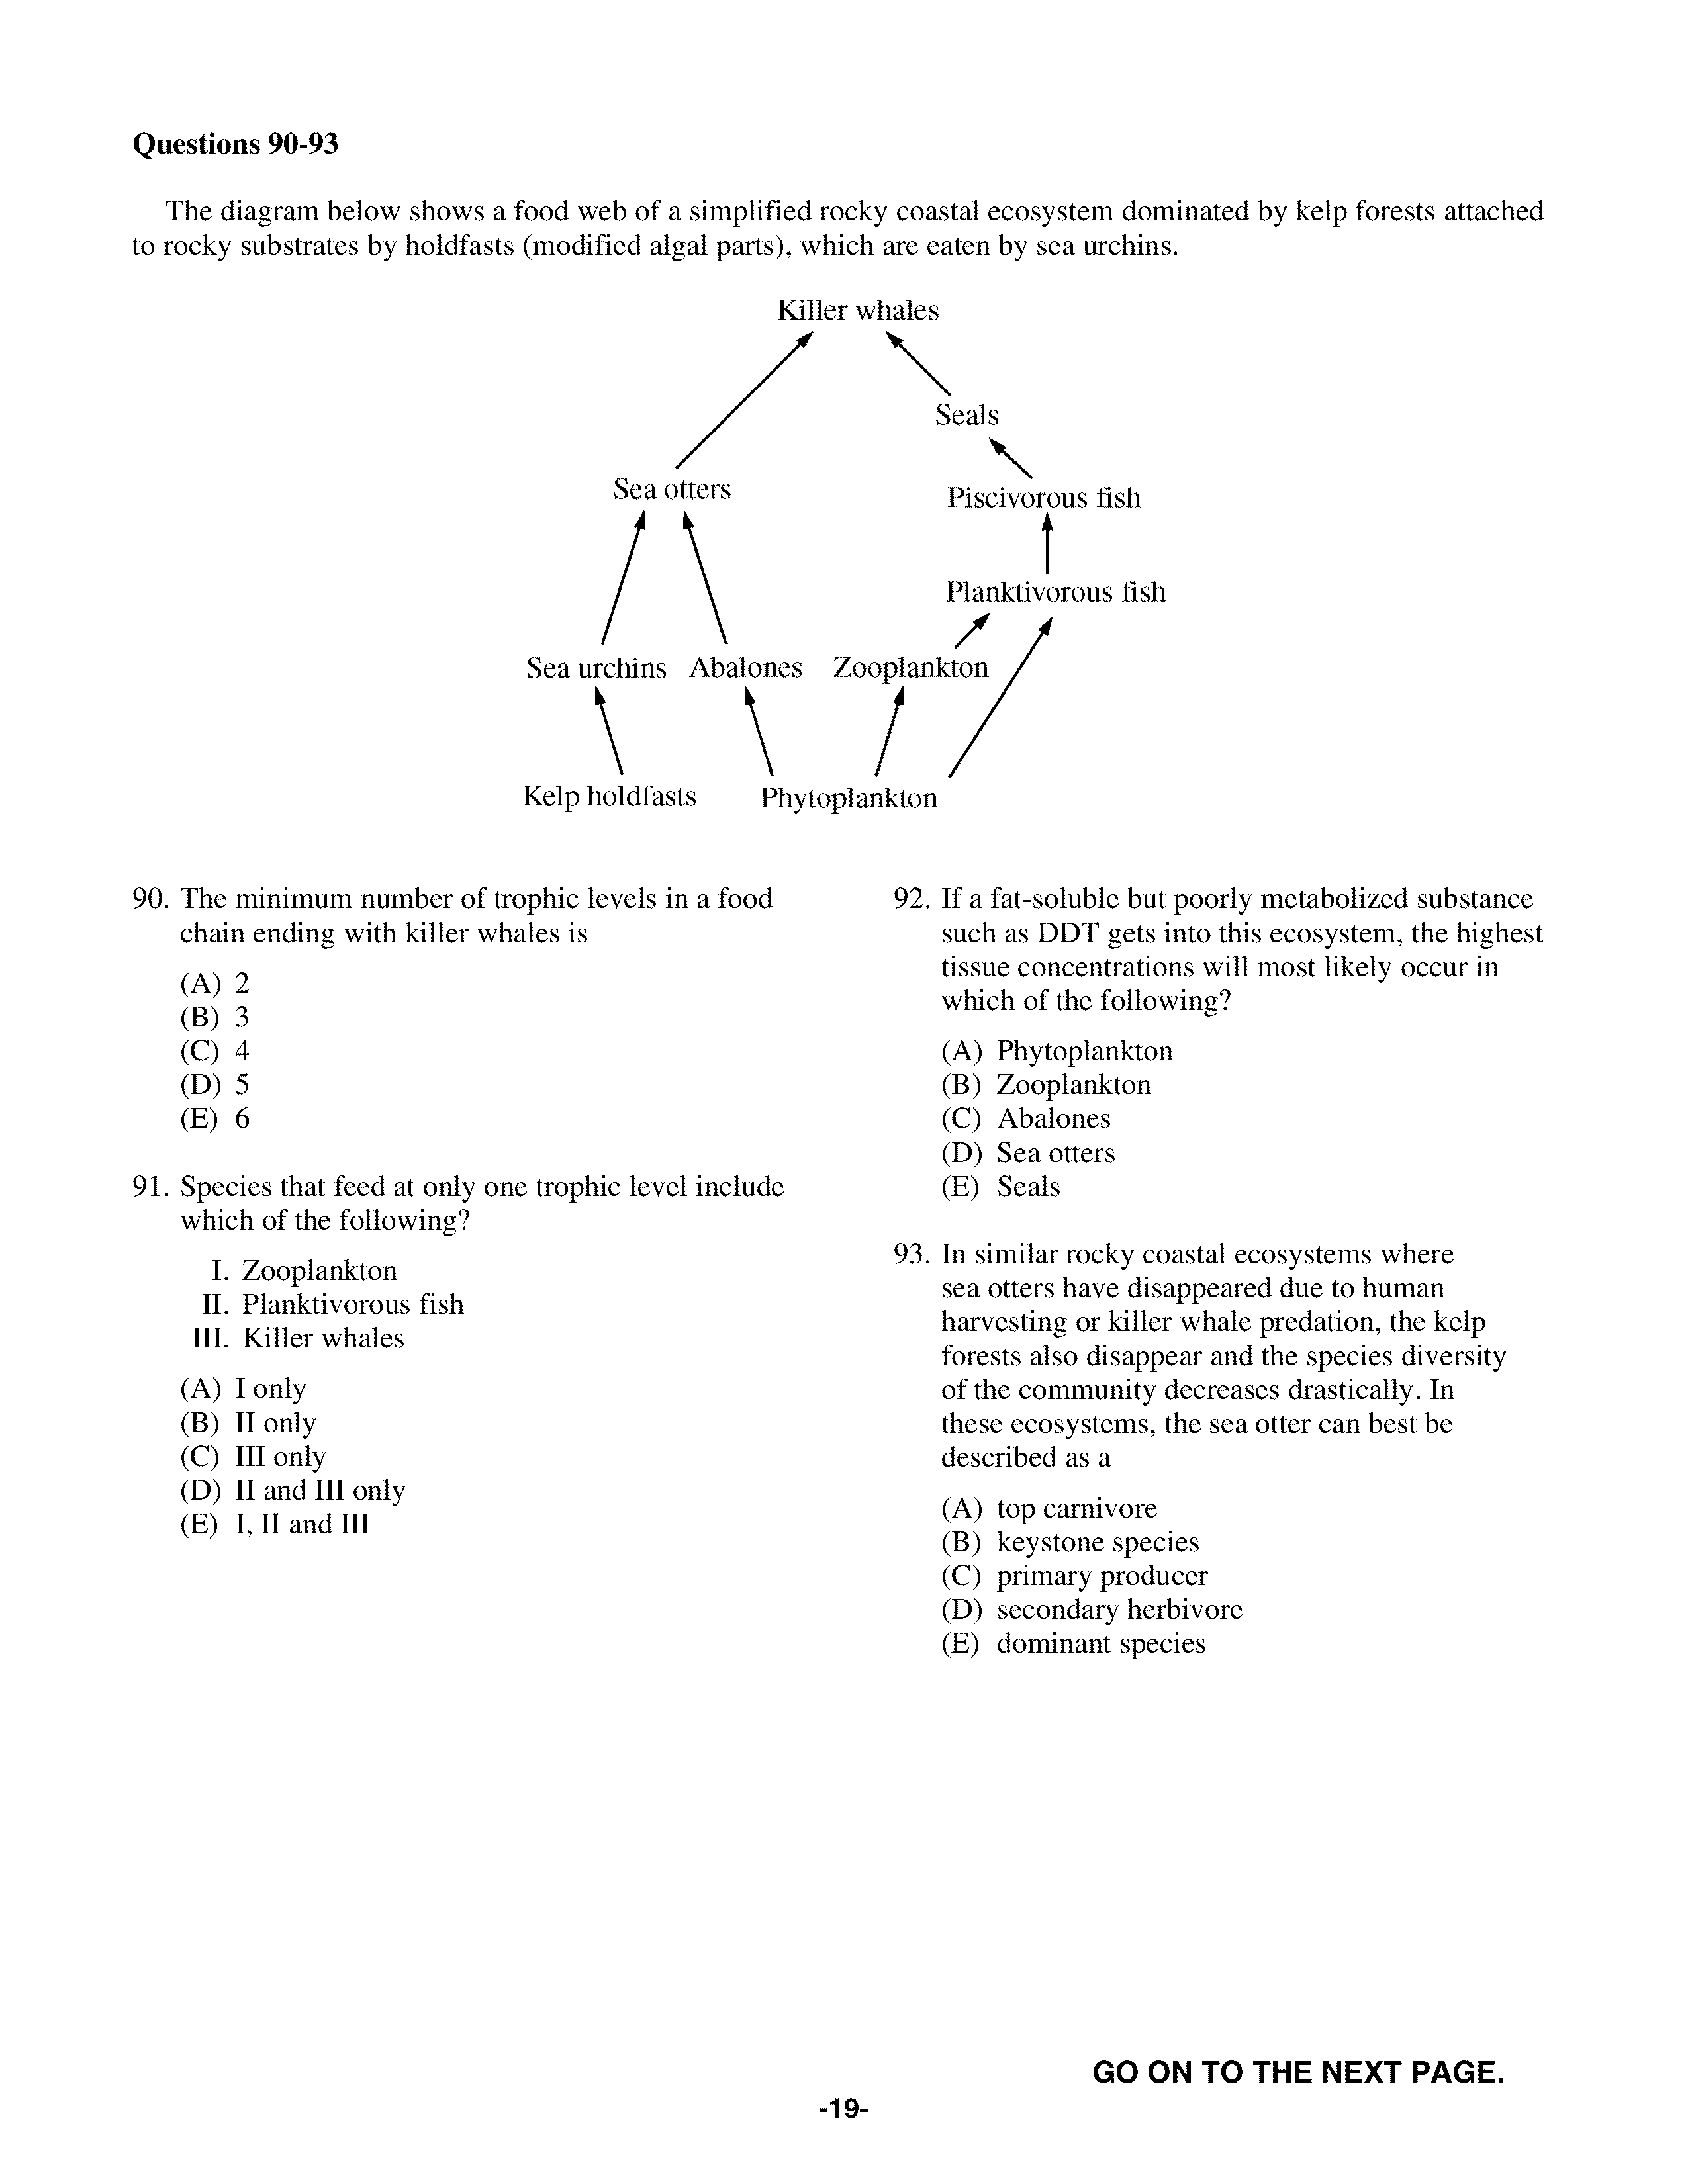 Questions 90-93
The diagram below shows a food web of a simplified rocky coastal ecosystem dominated by kelp forests attached
to rocky substrates by holdfasts (modified algal parts), which are eaten by sea urchins.
Killer whales
Seals
Sea otters
Piscivorous fish
Planktivorous fish
Sea urchins Abalones Zooplankton
Kelp holdfasts Phytoplankton
90. The minimum number of trophic levels in a food
chain ending with killer whales is
(A) 2
(B) 3
(C) 4
(D) 5
(E) 6
91. Species that feed at only one trophic level include
which of the following?
I. Zooplankton
II. Planktivorous fish
III. Killer whales
(A) I only
(B) II only
(C) III only
(D) II and III only
(E) I, II and III
92. If a fat-soluble but poorly metabolized substance
such as DDT gets into this ecosystem, the highest
tissue concentrations will most likely occur in
which of the following?
(A) Phytoplankton
(B) Zooplankton
(C) Abalones
(D) Sea otters
(E) Seals
93. In similar rocky coastal ecosystems where
sea otters have disappeared due to human
harvesting or killer whale predation, the kelp
forests also disappear and the species diversity
of the community decreases drastically. In
these ecosystems, the sea otter can best be
described as a
(A) top carnivore
(B) keystone species
(C) primary producer
(D) secondary herbivore
(E) dominant species
GO ON TO THE NEXT PAGE.
-19-